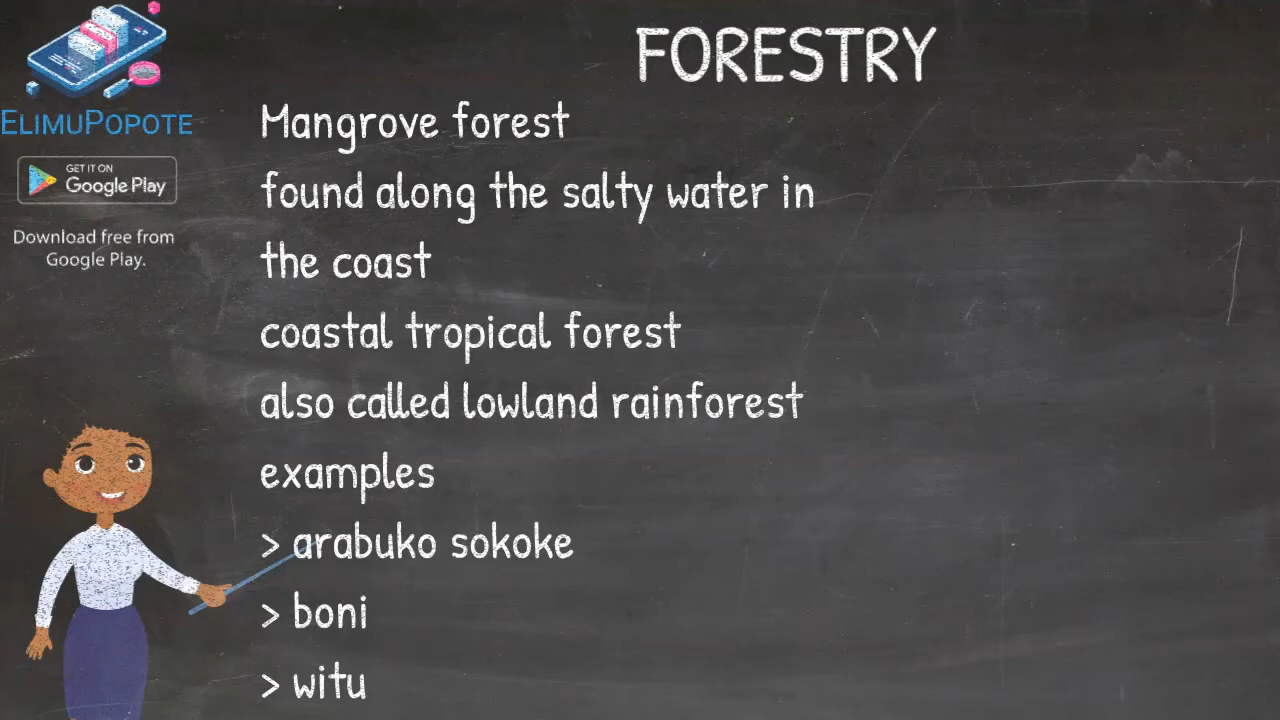 FORESTRY
ELIMUPOPOTE
GET IT ON
Google Play
Download free from
Google Play.
Mangrove forest
found along the salty water in
the coast
coastal tropical forest
also called lowland rainforest
examples
> arabuko sokoke
> boni
> witu